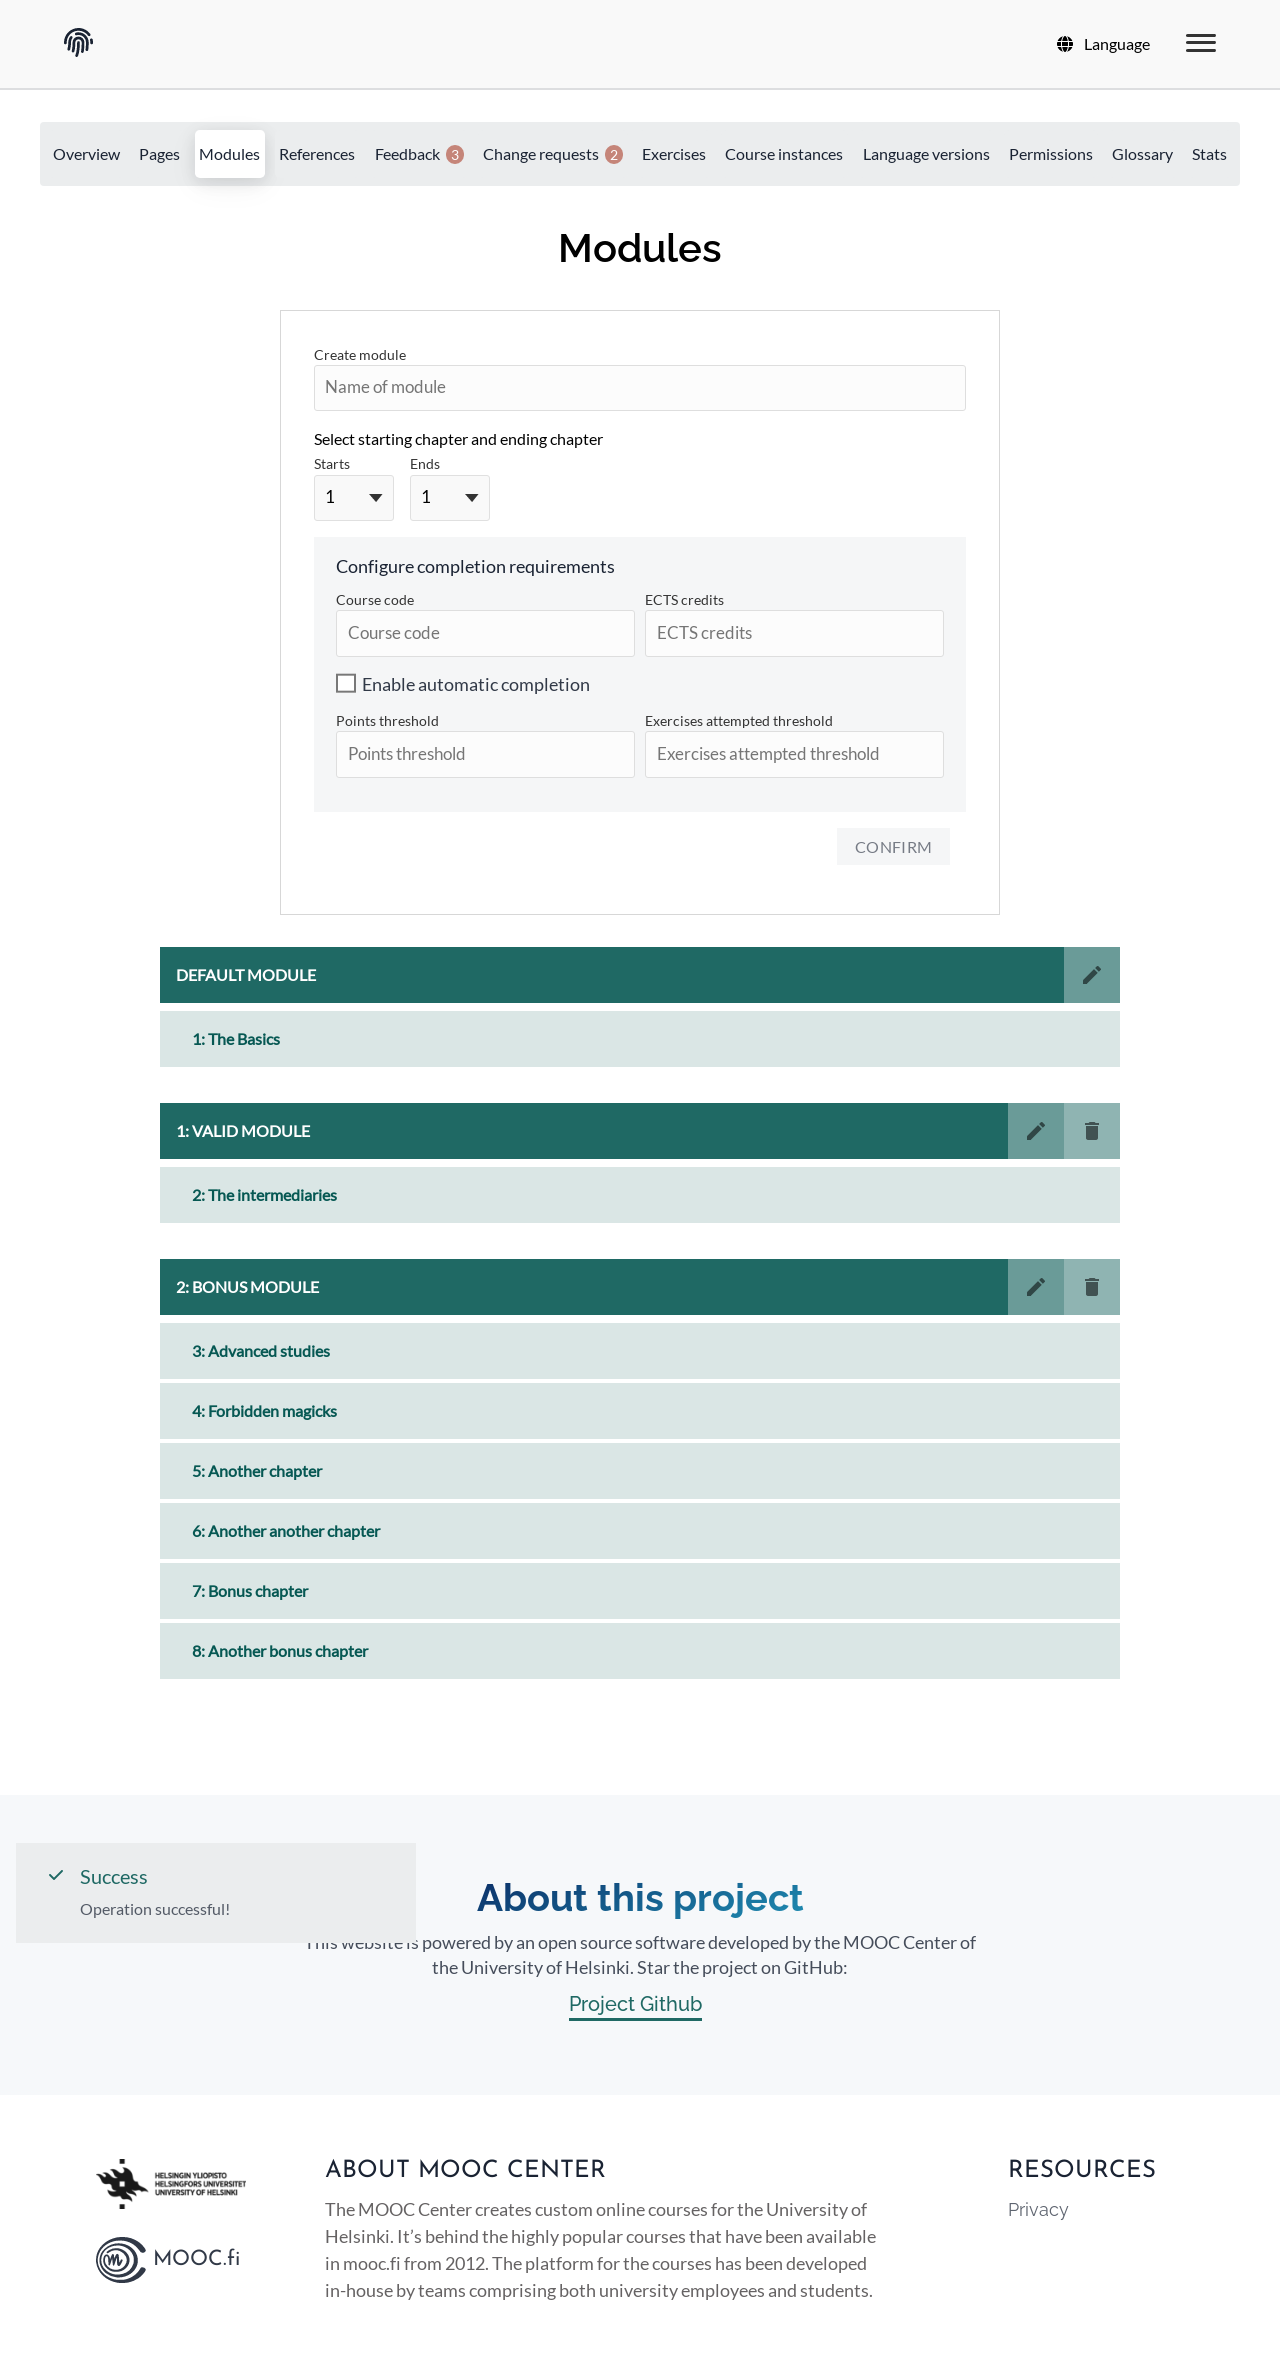 Language
Overview Pages Modules References Feedback 3 Change requests 2 Exercises Course instances Language versions Permissions Glossary Stats
Modules
Create module
Name of module
Select starting chapter and ending chapter
Starts Ends
1 1
Configure completion requirements
Course code ECTS credits
Course code ECTS credits
Enable automatic completion
Points threshold Exercises attempted threshold
Points threshold Exercises attempted threshold
CONFIRM
DEFAULT MODULE
1: The Basics
1: VALID MODULE
2: The intermediaries
2: BONUS MODULE
3: Advanced studies
4: Forbidden magicks
5: Another chapter
6: Another another chapter
7: Bonus chapter
8: Another bonus chapter
Success
Operation successful!
About this project
This website is powered by an open source software developed by the MOOC Center of
the University of Helsinki. Star the project on GitHub:
Project Github
HELSINGIN YLIOPISTO
HELSINGFORS UNIVERSITET
UNIVERSITY OF HELSINKI
MOOC.fi
ABOUT MOOC CENTER
The MOOC Center creates custom online courses for the University of
Helsinki. It’s behind the highly popular courses that have been available
in mooc.fi from 2012. The platform for the courses has been developed
in-house by teams comprising both university employees and students.
RESOURCES
Privacy